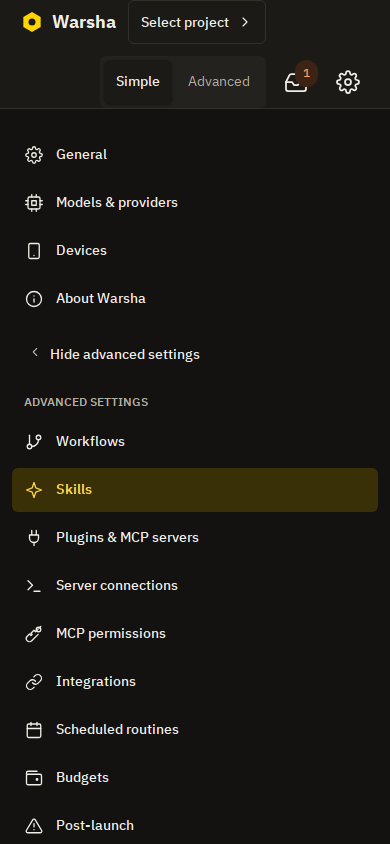 Warsha
Select project
Simple
Advanced
1
General
Models & providers
Devices
About Warsha
Hide advanced settings
ADVANCED SETTINGS
Workflows
Skills
Plugins & MCP servers
Server connections
MCP permissions
Integrations
Scheduled routines
Budgets
Post-launch